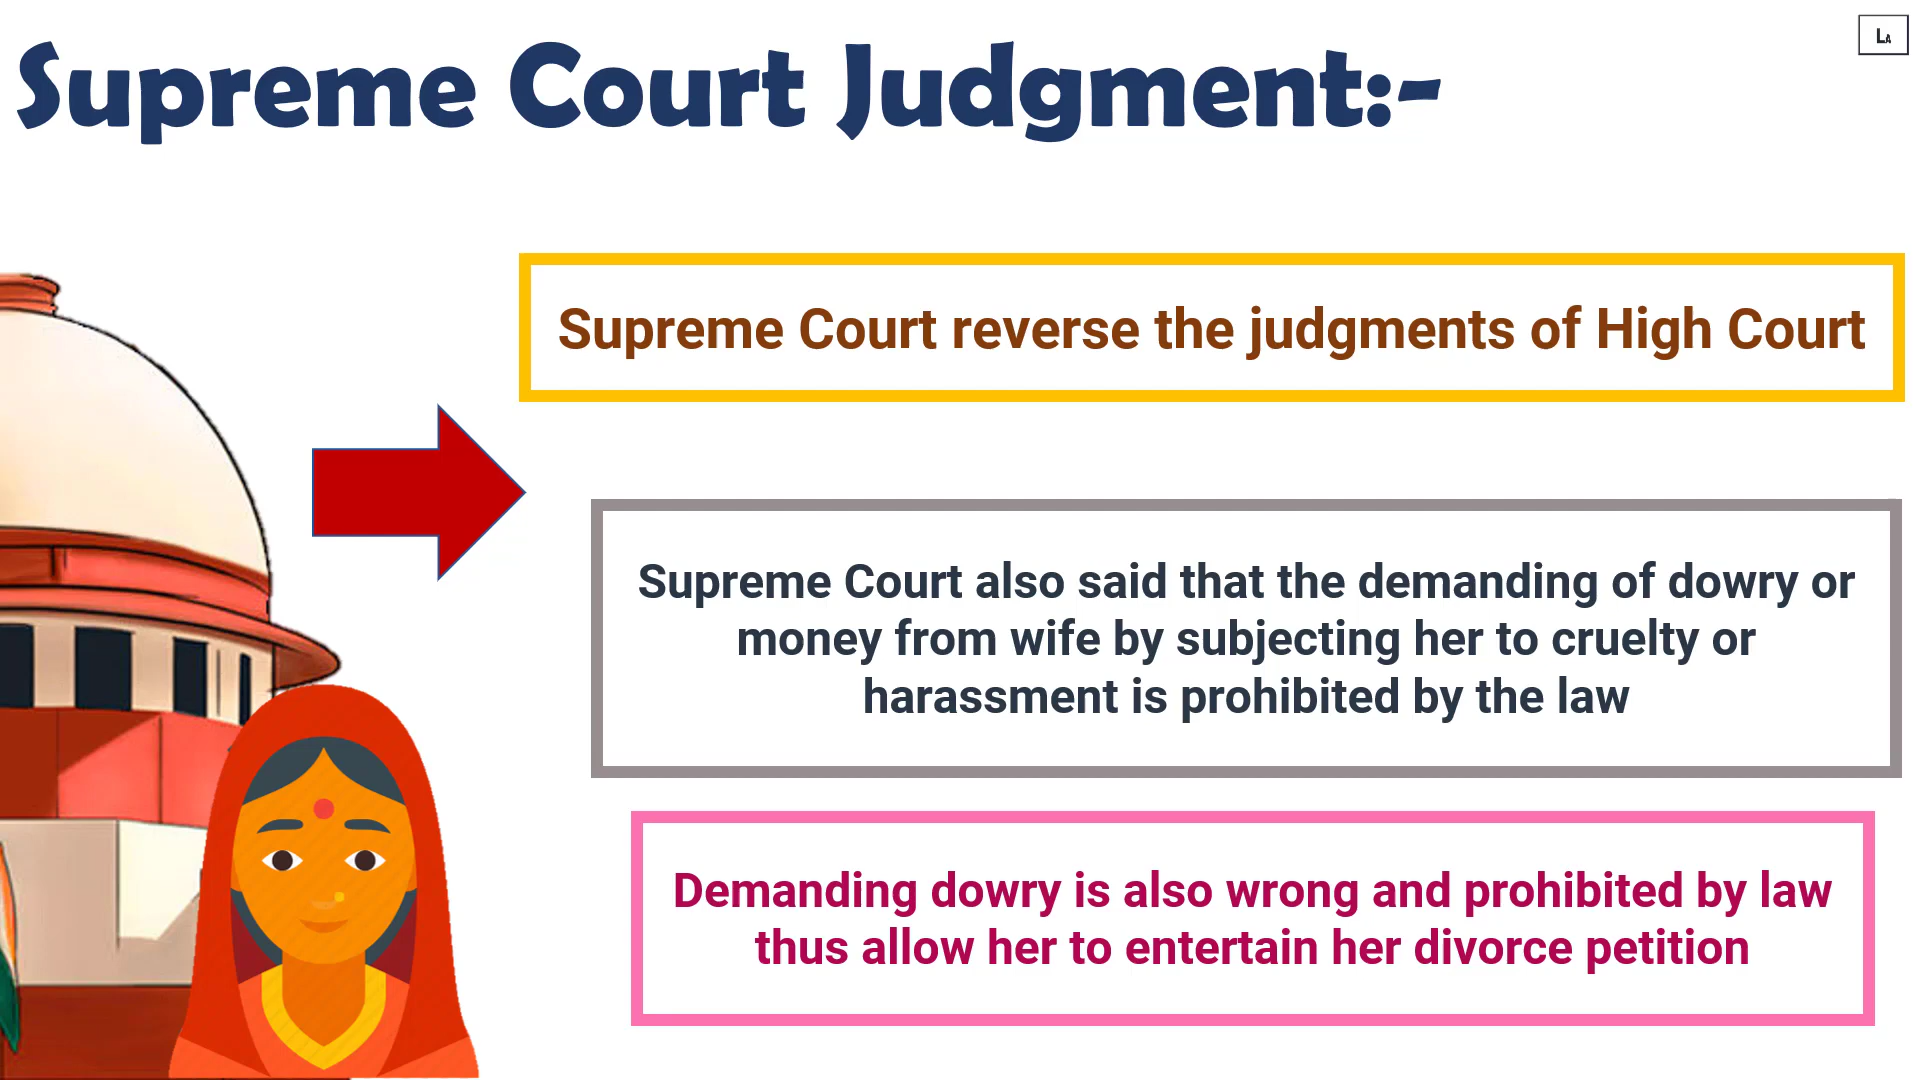 Supreme Court Judgment:-
LA
Supreme Court reverse the judgments of High Court
Supreme Court also said that the demanding of dowry or
money from wife by subjecting her to cruelty or
harassment is prohibited by the law
Demanding dowry is also wrong and prohibited by law
thus allow her to entertain her divorce petition